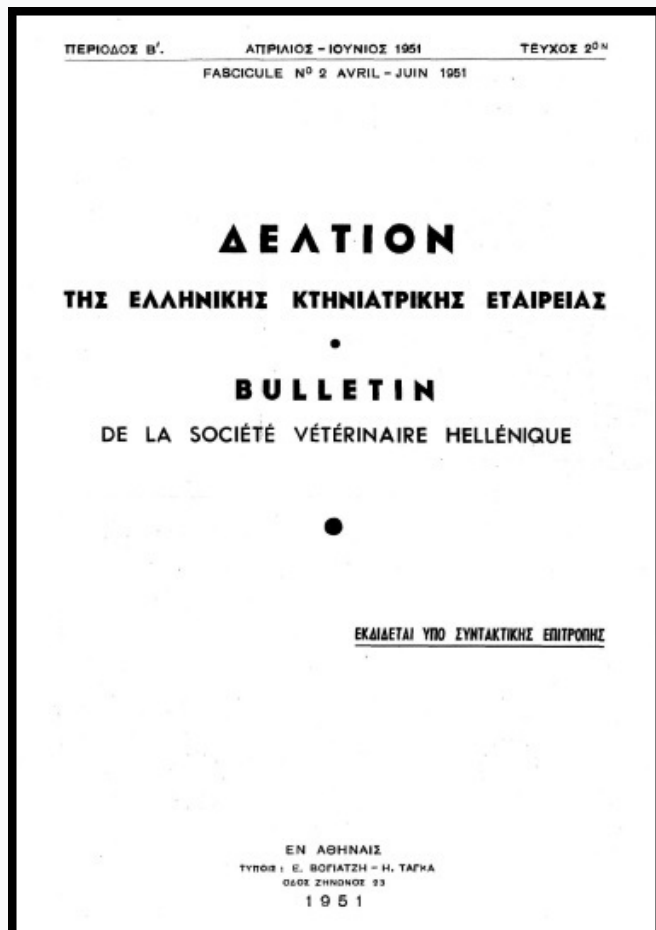 ΠΕΡΙΟΔΟΣ Β'. ΑΠΡΙΛΙΟΣ - ΙΟΥΝΙΟΣ 1951 ΤΕΥΧΟΣ 2ΟΝ
FASCICULE Nº 2 AVRIL - JUIN 1951
ΔΕΛΤΙΟΝ
ΤΗΣ ΕΛΛΗΝΙΚΗΣ ΚΤΗΝΙΑΤΡΙΚΗΣ ΕΤΑΙΡΕΙΑΣ
BULLETIN
DE LA SOCIÉTÉ VÉTÉRINAIRE HELLÉNIQUE
ΕΚΔΙΔΕΤΑΙ ΥΠΟ ΣΥΝΤΑΚΤΙΚΗΣ ΕΠΙΤΡΟΠΗΣ
ΕΝ ΑΘΗΝΑΙΣ
ΤΥΠΟΙΣ : Ε. ΒΟΓΙΑΤΖΗ - Η. ΤΑΓΚΑ
ΟΔΟΣ ΖΗΝΩΝΟΣ 23
1951